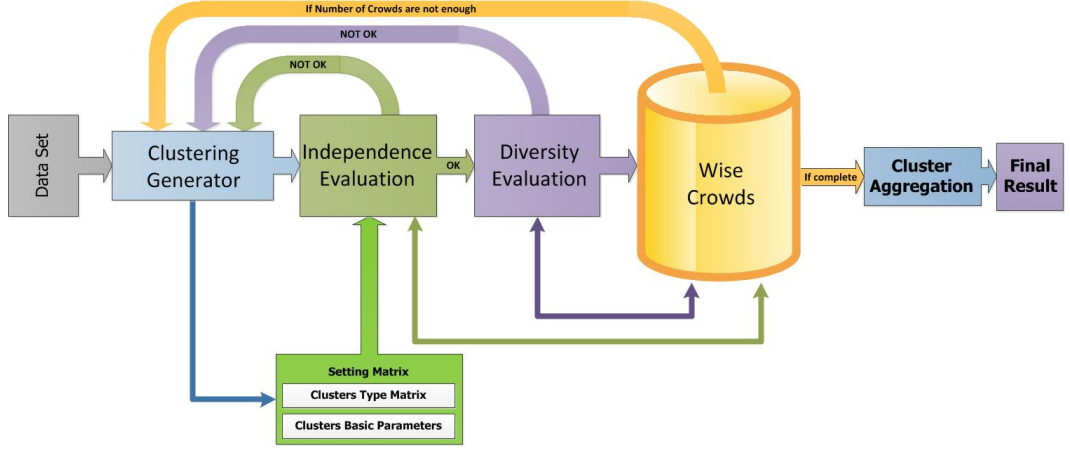 If Number of Crowds are not enough
NOT OK
NOT OK
Data Set
Clustering
Generator
Independence
Evaluation
OK
Diversity
Evaluation
Wise
Crowds
If complete
Cluster
Aggregation
Final
Result
Setting Matrix
Clusters Type Matrix
Clusters Basic Parameters